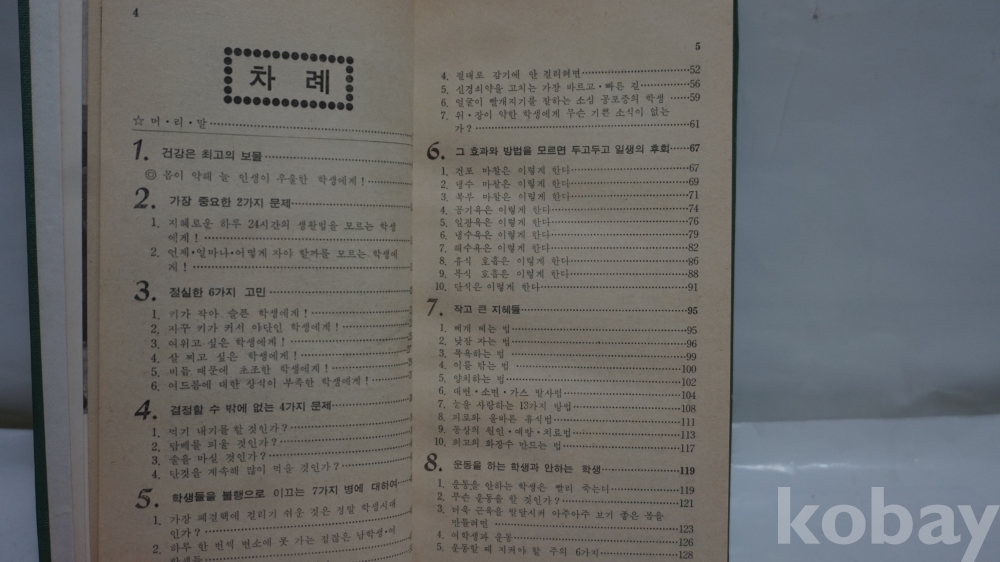 4
차 례
☆ 머·리·말
1. 건강은 최고의 보물
◎ 몸이 약해 늘 인생이 우울한 학생에게!
2. 가장 중요한 2가지 문제
1. 지혜로운 하루 24시간의 생활법을 모르는 학생
에게!
2. 언제·얼마나·어떻게 자야 할까를 모르는 학생에
게!
3. 절실한 6가지 고민
1. 키가 작아 슬픈 학생에게!
2. 자꾸 키가 커서 야단인 학생에게!
3. 여위고 싶은 학생에게!
4. 살 찌고 싶은 학생에게!
5. 비듬 때문에 초조한 학생에게!
6. 여드름에 대한 상식이 부족한 학생에게!
4. 결정할 수 밖에 없는 4가지 문제
1. 먹기 내기를 할 것인가?
2. 담배를 피울 것인가?
3. 술을 마실 것인가?
4. 단것을 계속해 많이 먹을 것인가?
5. 학생들을 불행으로 이끄는 7가지 병에 대하여
1. 가장 폐결핵에 걸리기 쉬운 것은 정말 학생시대
인가?
2. 하루 한 번씩 변소에 못 가는 남학생·여
5
4. 절대로 감기에 안 걸리려면 52
5. 신경쇠약을 고치는 가장 바르고·빠른 길 56
6. 얼굴이 빨개지기를 잘하는 소심 공포증의 학생 59
7. 위·장이 약한 학생에게 무슨 기쁜 소식이 없는
가? 61
6. 그 효과와 방법을 모르면 두고두고 일생의 후회 67
1. 건포 마찰은 이렇게 한다 67
2. 냉수 마찰은 이렇게 한다 69
3. 복부 마찰은 이렇게 한다 71
4. 공기욕은 이렇게 한다 74
5. 일광욕은 이렇게 한다 76
6. 냉수욕은 이렇게 한다 79
7. 해수욕은 이렇게 한다 82
8. 흉식 호흡은 이렇게 한다 86
9. 복식 호흡은 이렇게 한다 88
10. 단식은 이렇게 한다 91
7. 작고 큰 지혜들 95
1. 베게 베는 법 95
2. 낮잠 자는 법 96
3. 목욕하는 법 99
4. 이를 닦는 법 100
5. 양치하는 법 102
6. 대변·소변·가스 발사법 104
7. 눈을 사랑하는 13가지 방법 108
8. 피로와 올바른 휴식법 111
9. 동상의 원인·예방·치료법 113
10. 최고의 화장수 만드는 법 117
8. 운동을 하는 학생과 안하는 학생 119
1. 운동을 안하는 학생은 빨리 죽는다 119
2. 무슨 운동을 할 것인가? 121
3. 더욱 근육을 발달시켜 아주아주 보기 좋은 몸을
만들려면 123
4. 여학생과 운동 126
5. 운동할 때 지켜야 할 주의 6가지 128
kobay